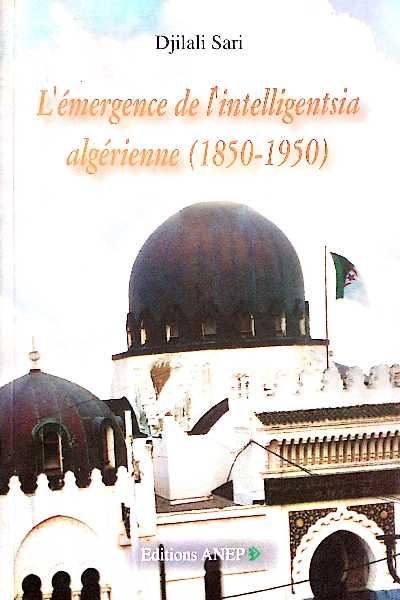 Djilali Sari
L'émergence de l'intelligentsia
algérienne (1850-1950)
Editions ANEP